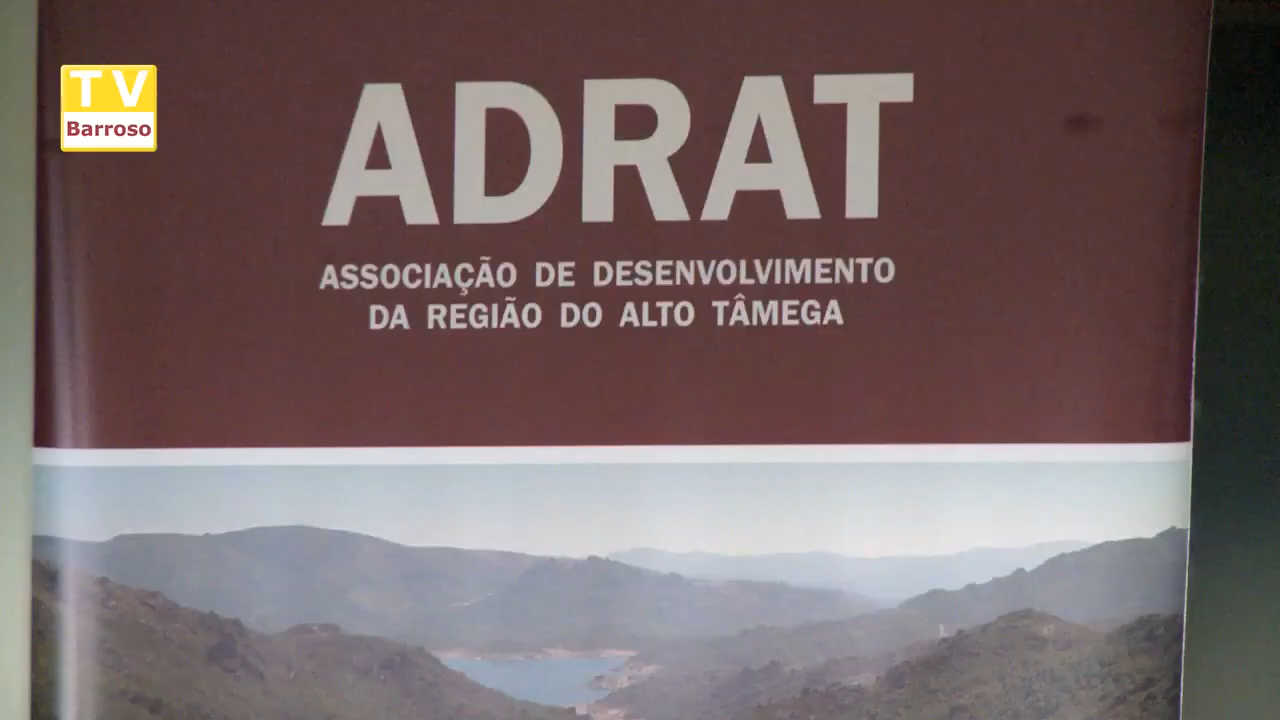 TV
Barroso
ADRAT
ASSOCIAÇÃO DE DESENVOLVIMENTO
DA REGIÃO DO ALTO TÂMEGA